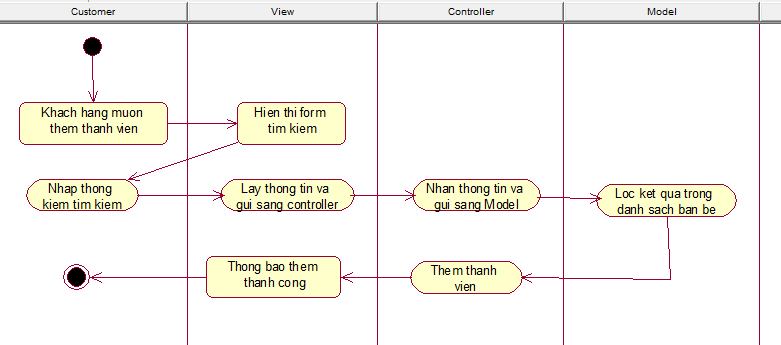 Customer
View
Controller
Model
Khach hang muon
them thanh vien
Hien thi form
tim kiem
Nhap thong
kiem tim kiem
Lay thong tin va
gui sang controller
Nhan thong tin va
gui sang Model
Loc ket qua trong
danh sach ban be
Thong bao them
thanh cong
Them thanh
vien